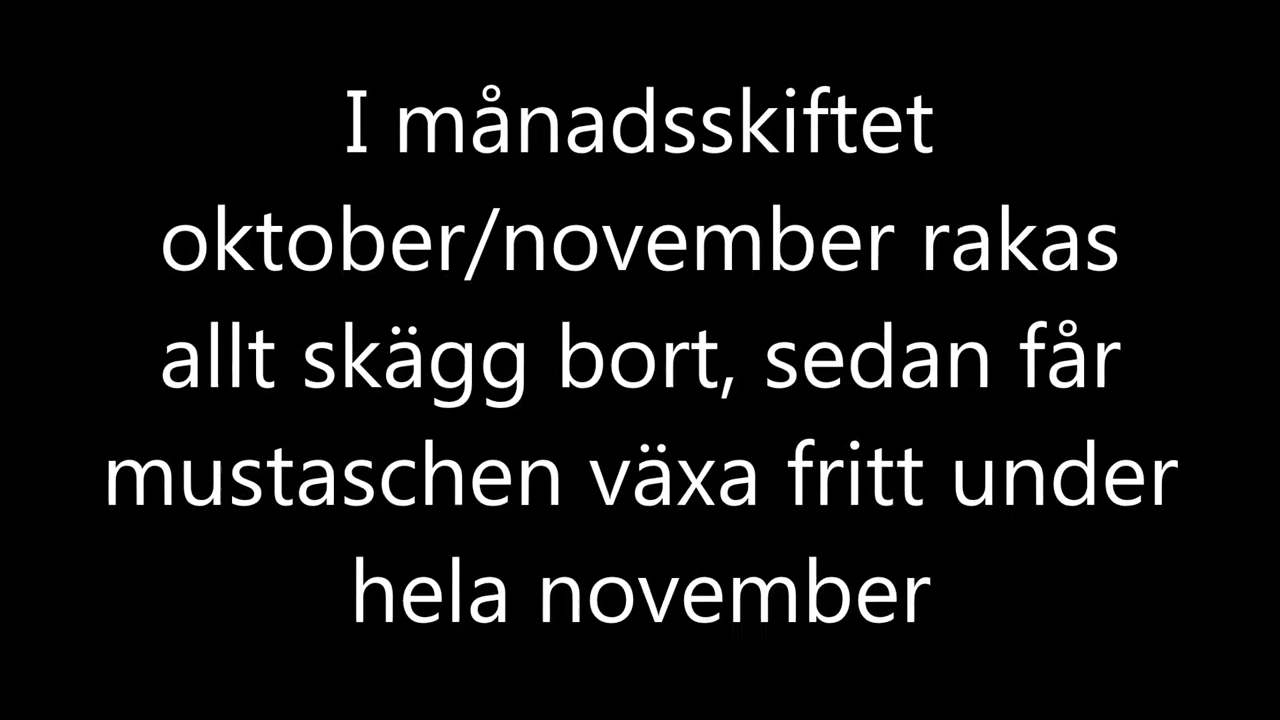 I månadsskiftet
oktober/november rakas
allt skägg bort, sedan får
mustaschen växa fritt under
hela november